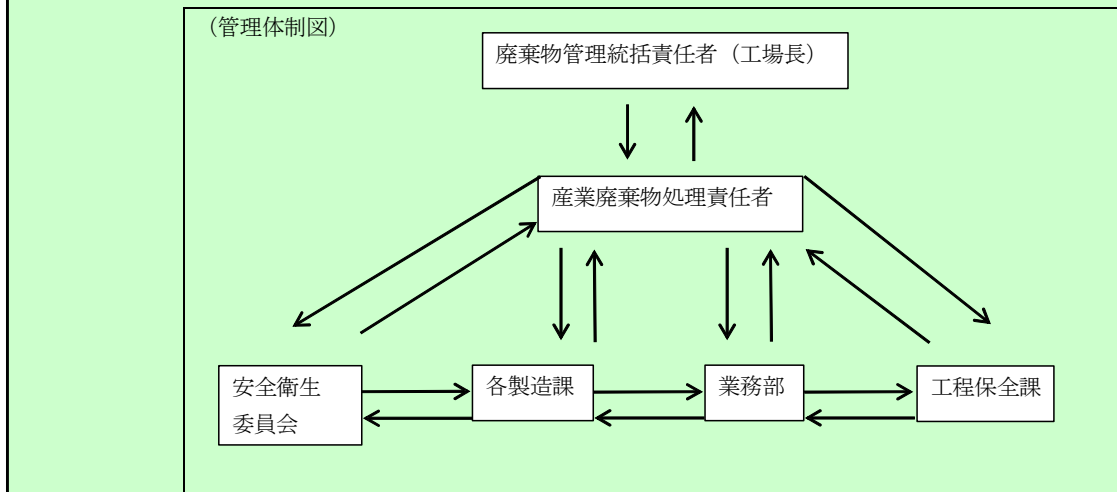 （管理体制図）
廃棄物管理統括責任者（工場長）
産業廃棄物処理責任者
安全衛生
委員会
各製造課
業務部
工程保全課